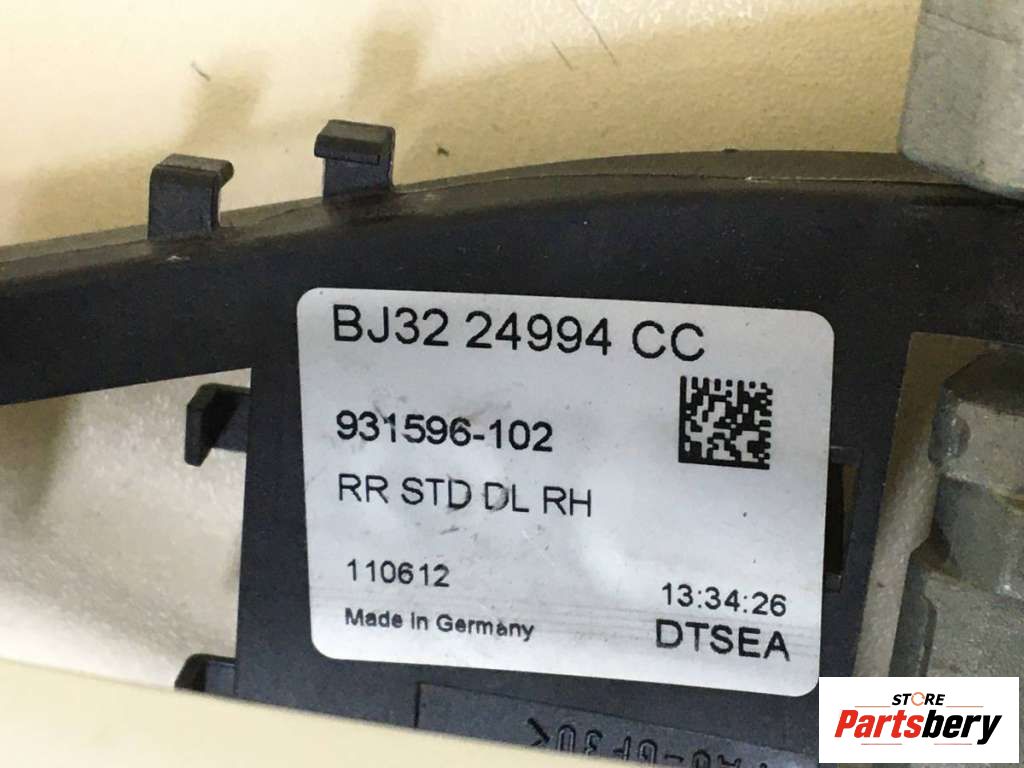 BJ32 24994 CC
931596-102
RR STD DL RH
110612
13:34:26
Made In Germany
DTSEA
STORE
Partsbery